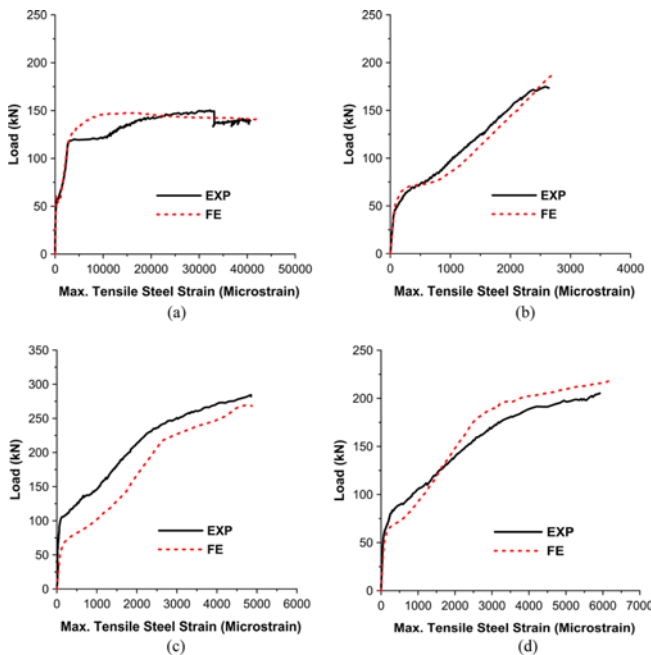 250
200
150
100
50
0
Load (kN)
EXP
FE
0 10000 20000 30000 40000 50000
Max. Tensile Steel Strain (Microstrain)
(a)
250
200
150
100
50
0
Load (kN)
EXP
FE
0 1000 2000 3000 4000
Max. Tensile Steel Strain (Microstrain)
(b)
350
300
250
200
150
100
50
0
Load (kN)
EXP
FE
0 1000 2000 3000 4000 5000 6000
Max. Tensile Steel Strain (Microstrain)
(c)
250
200
150
100
50
0
Load (kN)
EXP
FE
0 1000 2000 3000 4000 5000 6000 7000
Max. Tensile Steel Strain (Microstrain)
(d)